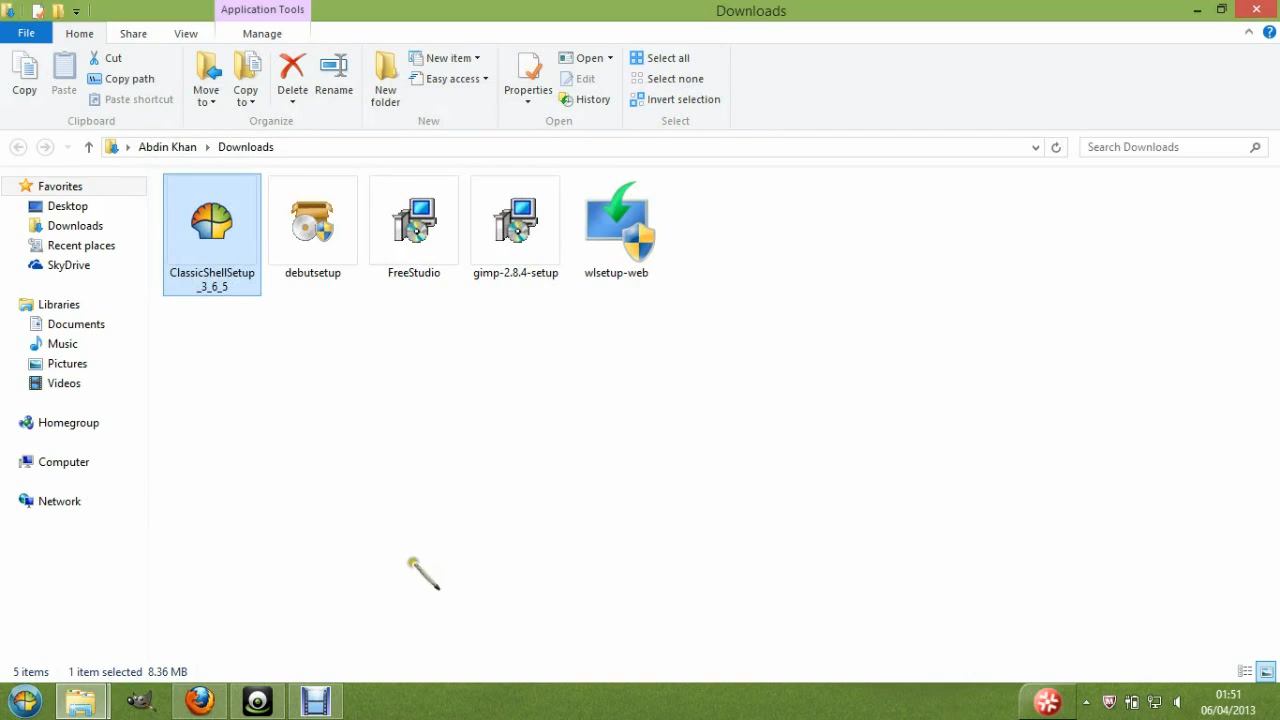 Application Tools
Downloads
File
Home
Share
View
Manage
Copy
Paste
Cut
Copy path
Paste shortcut
Clipboard
Move
to
Copy
to
Delete
Rename
Organize
New
folder
New item
Easy access
New
Properties
Open
Edit
History
Open
Select all
Select none
Invert selection
Select
Abdin Khan
Downloads
Search Downloads
Favorites
Desktop
Downloads
Recent places
SkyDrive
Libraries
Documents
Music
Pictures
Videos
Homegroup
Computer
Network
ClassicShellSetup
_3_6_5
debutsetup
FreeStudio
gimp-2.8.4-setup
wlsetup-web
5 items
1 item selected 8.36 MB
01:51
06/04/2013